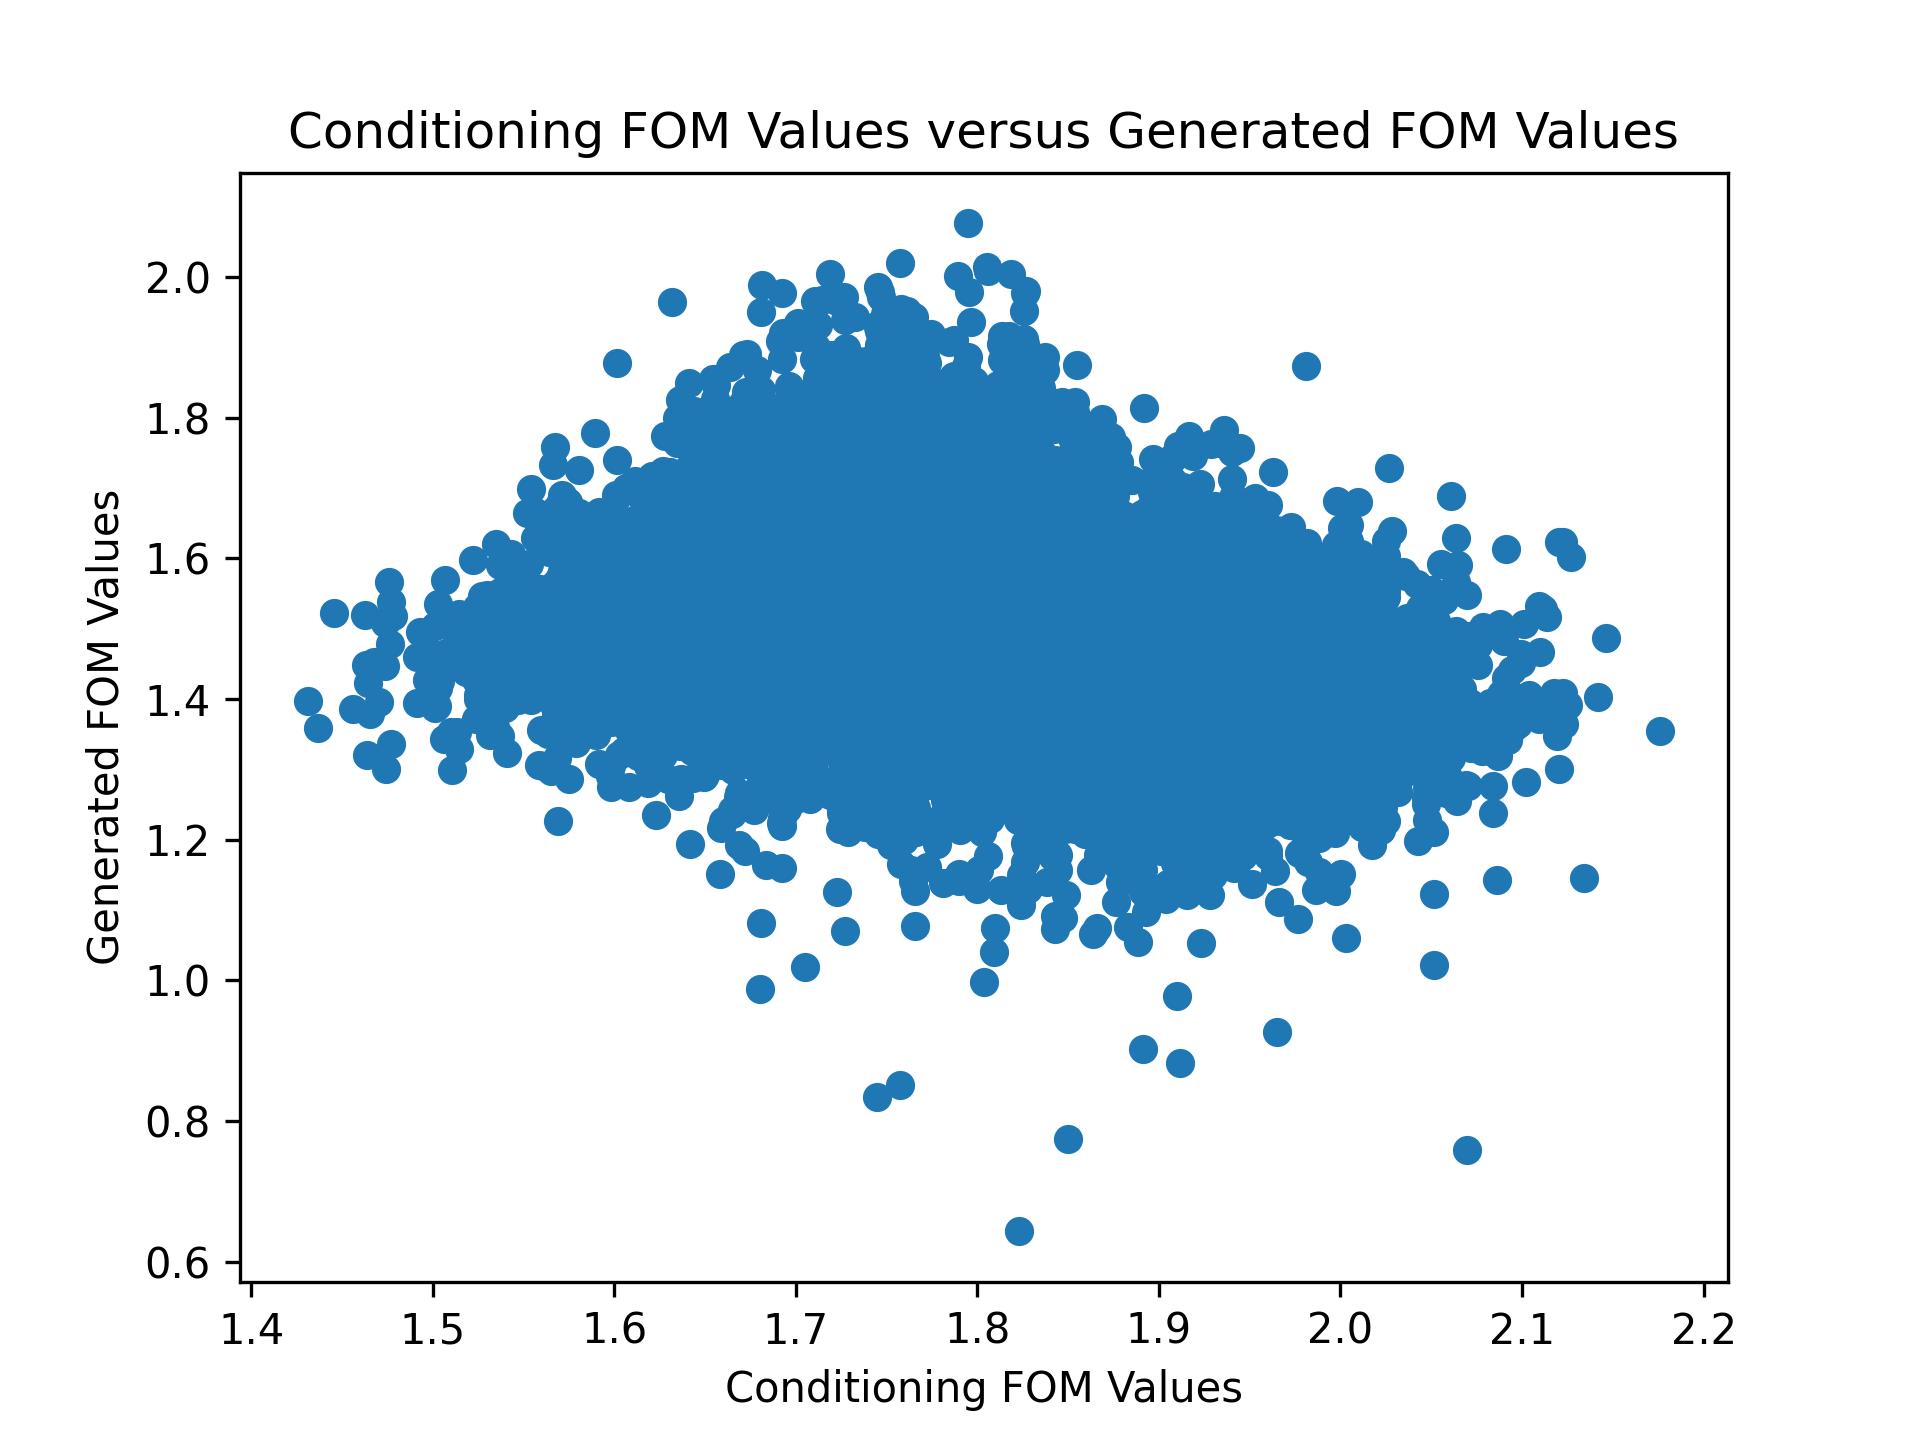 Conditioning FOM Values versus Generated FOM Values
2.0
1.8
1.6
1.4
1.2
1.0
0.8
0.6
Generated FOM Values
1.4 1.5 1.6 1.7 1.8 1.9 2.0 2.1 2.2
Conditioning FOM Values